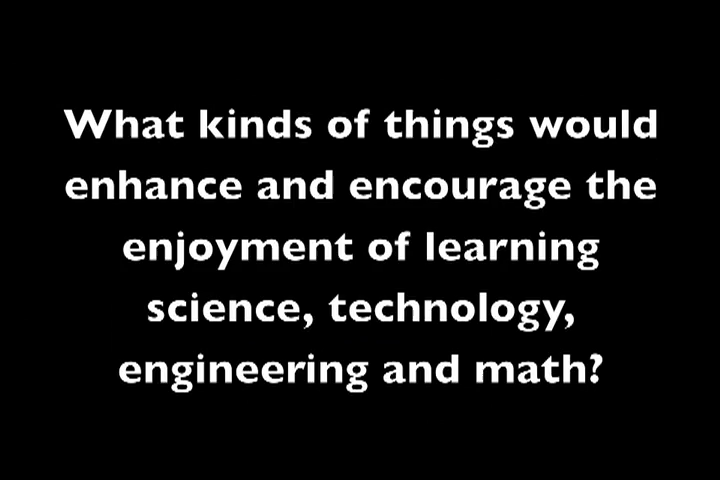 What kinds of things would
enhance and encourage the
enjoyment of learning
science, technology,
engineering and math?